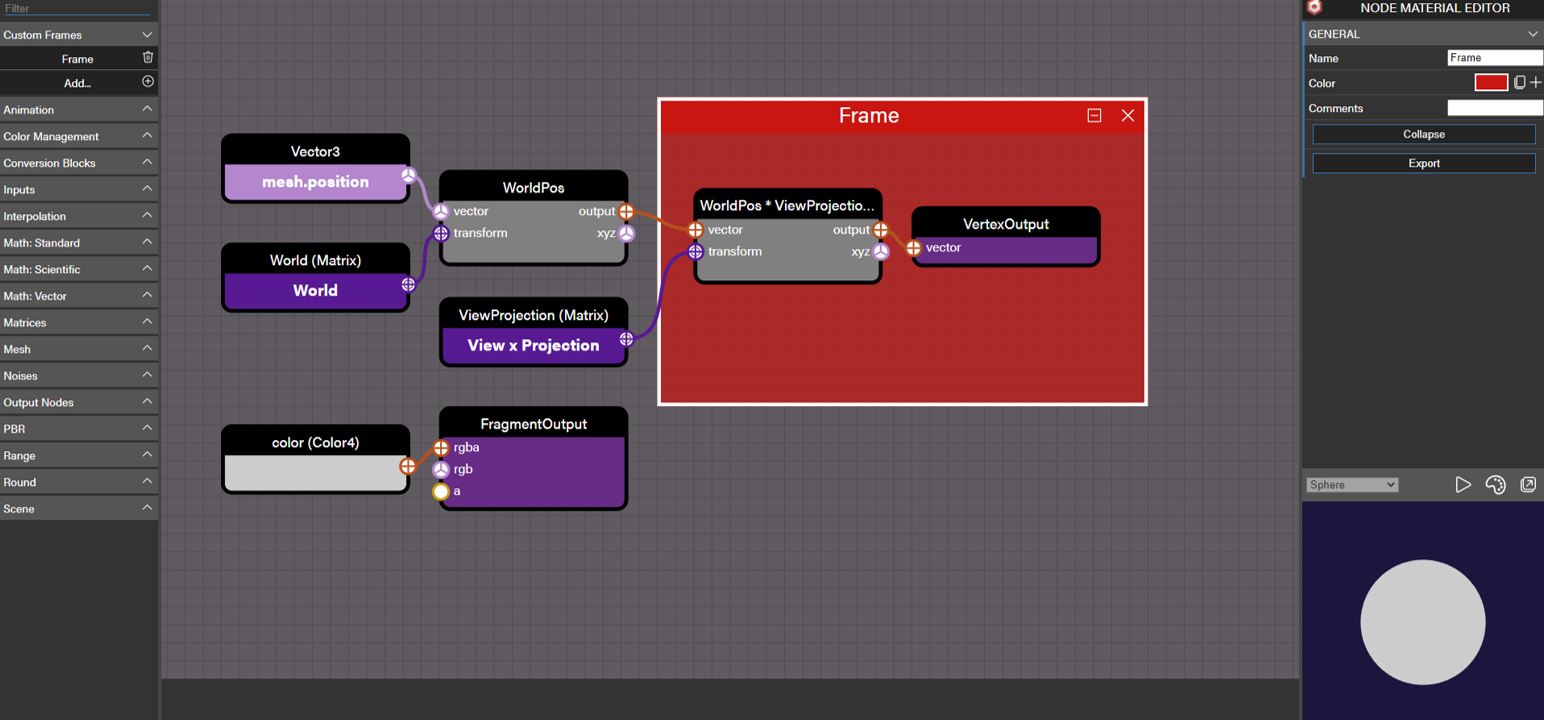 Filter
Custom Frames
Frame
Add...
Animation
Color Management
Conversion Blocks
Inputs
Interpolation
Math: Standard
Math: Scientific
Math: Vector
Matrices
Mesh
Noises
Output Nodes
PBR
Range
Round
Scene
Vector3
mesh.position
World (Matrix)
World
WorldPos
vector output
transform xyz
ViewProjection (Matrix)
View x Projection
color (Color4)
FragmentOutput
rgba
rgb
a
Frame
WorldPos * ViewProjectio...
vector output
transform xyz
VertexOutput
vector
NODE MATERIAL EDITOR
GENERAL
Name Frame
Color
Comments
Collapse
Export
Sphere